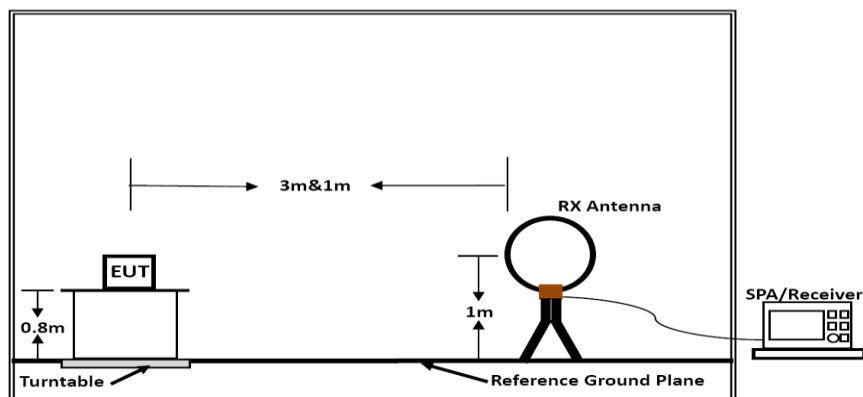 3m&1m
RX Antenna
EUT
SPA/Receiver
0.8m
1m
Turntable
Reference Ground Plane